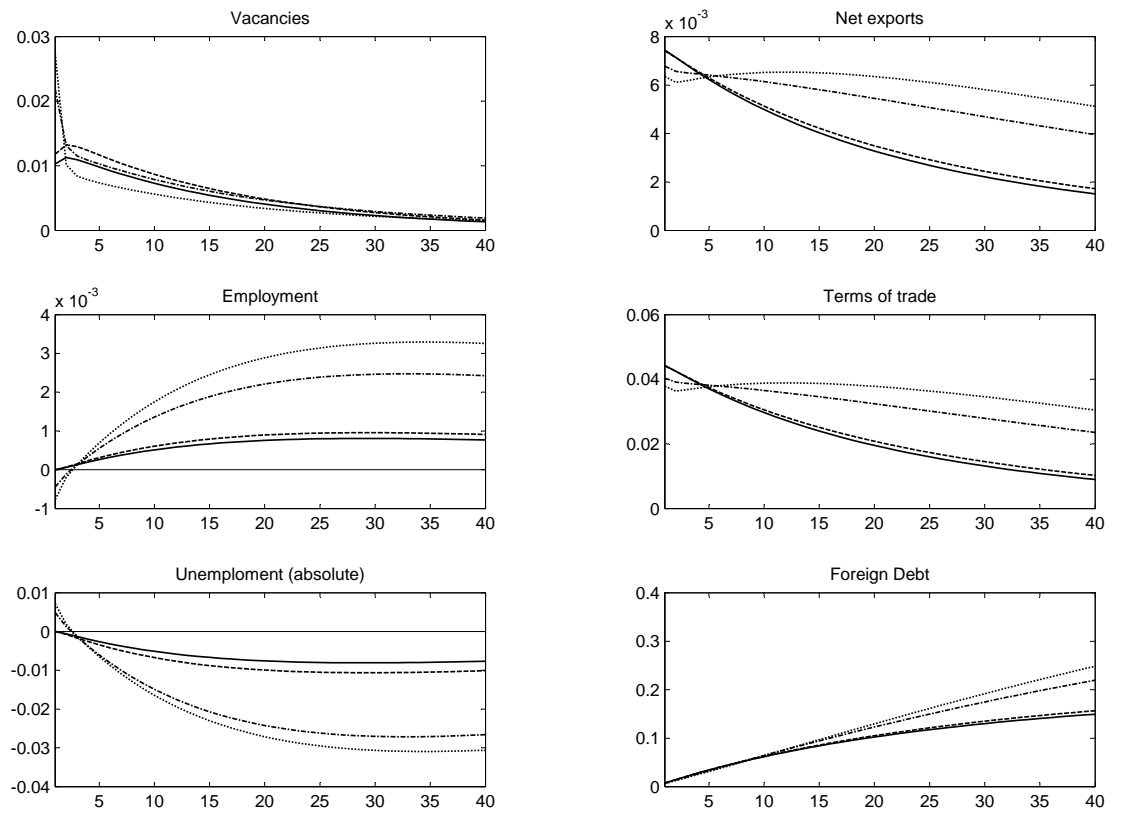 Vacancies
0.03
0.02
0.01
0
5 10 15 20 25 30 35 40
Net exports
x 10-3
8
6
4
2
0
5 10 15 20 25 30 35 40
Employment
x 10-3
4
3
2
1
0
-1
5 10 15 20 25 30 35 40
Terms of trade
0.06
0.04
0.02
0
5 10 15 20 25 30 35 40
Unemploment (absolute)
0.01
0
-0.01
-0.02
-0.03
-0.04
5 10 15 20 25 30 35 40
Foreign Debt
0.4
0.3
0.2
0.1
0
5 10 15 20 25 30 35 40